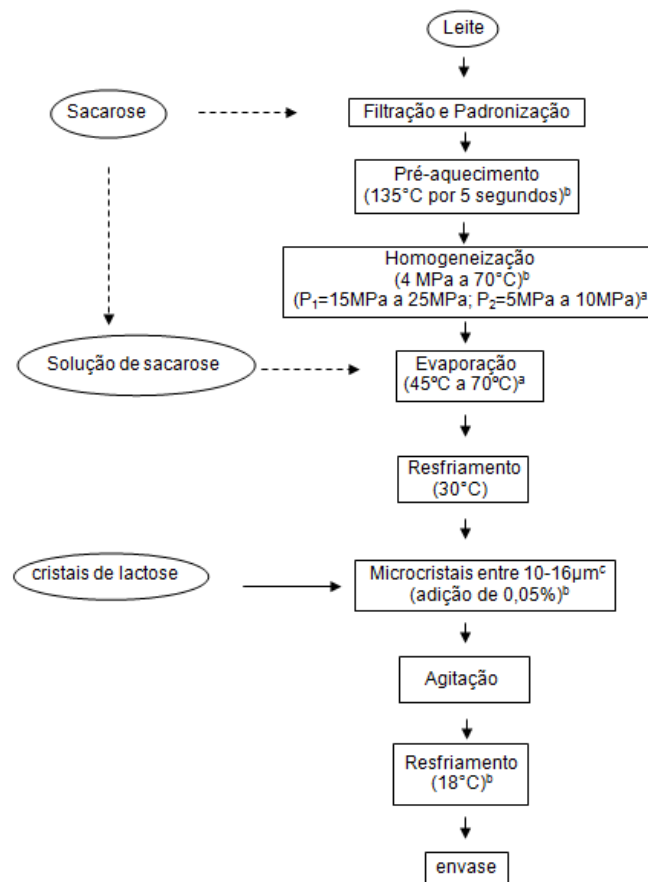 Leite
Sacarose
Filtração e Padronização
Pré-aquecimento
(135°C por 5 segundos)ᵇ
Homogeneização
(4 MPa a 70°C)ᵇ
(P₁=15MPa a 25MPa; P₂=5MPa a 10MPa)ª
Solução de sacarose
Evaporação
(45ºC a 70ºC)ª
Resfriamento
(30°C)
cristais de lactose
Microcristais entre 10-16µmᶜ
(adição de 0,05%)ᵇ
Agitação
Resfriamento
(18°C)ᵇ
envase